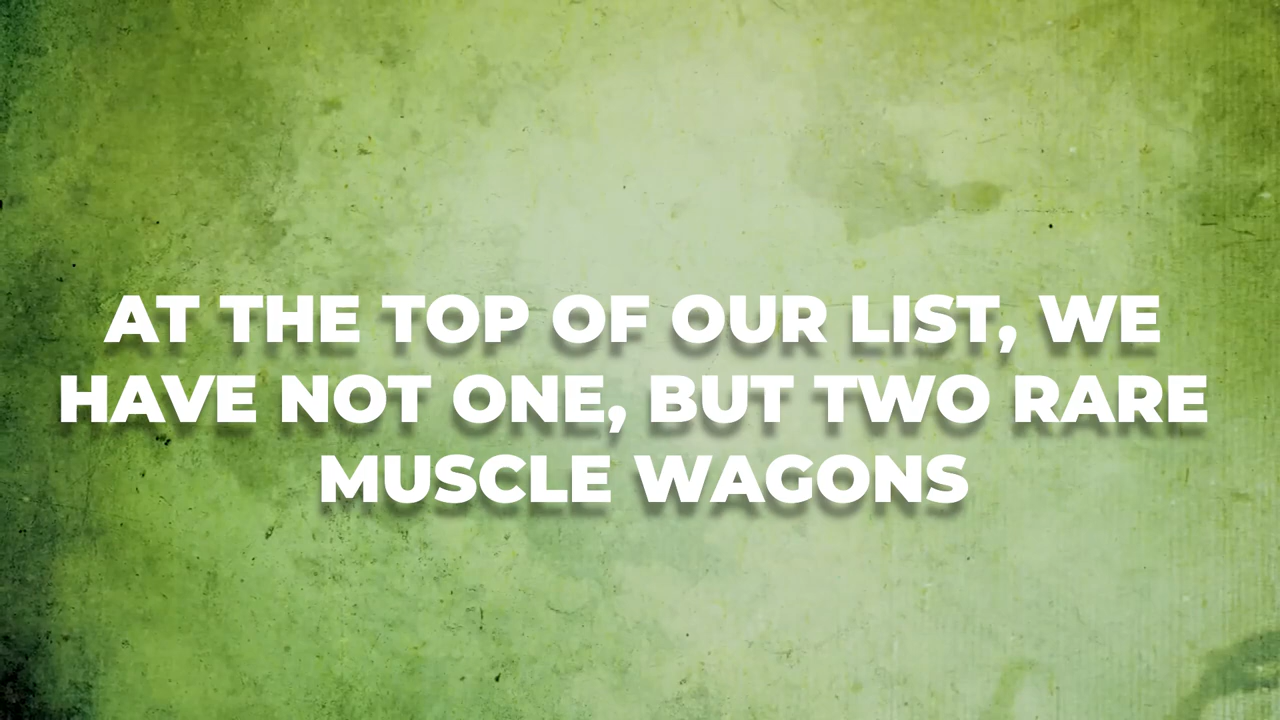 AT THE TOP OF OUR LIST, WE
HAVE NOT ONE, BUT TWO RARE
MUSCLE WAGONS